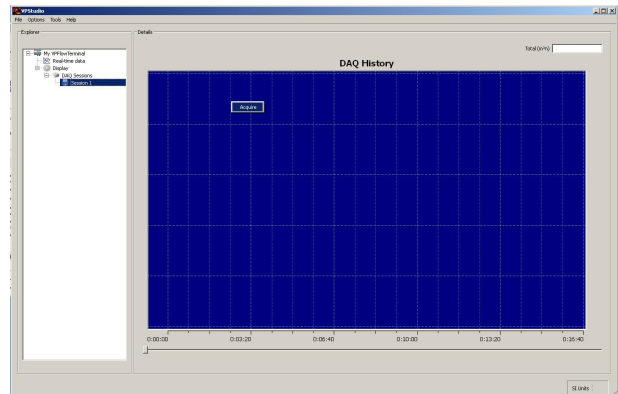 VPStudio
File Options Tools Help
Explorer
Details
My VPFlowTerminal
Real-time data
Display
DAQ Sessions
Session 1
Total (m³/h)
DAQ History
Acquire
0:00:00 0:03:20 0:06:40 0:10:00 0:13:20 0:16:40
SI Units